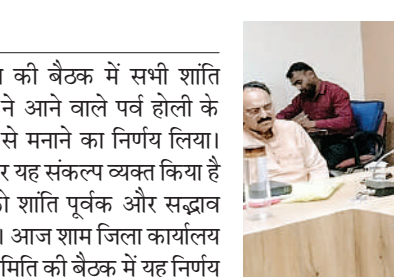 की बैठक में सभी शांति
ने आने वाले पर्व होली के
से मनाने का निर्णय लिया।
यह संकल्प व्यक्त किया है
शांति पूर्वक और सद्भाव
। आज शाम जिला कार्यालय
की बैठक में यह निर्णय